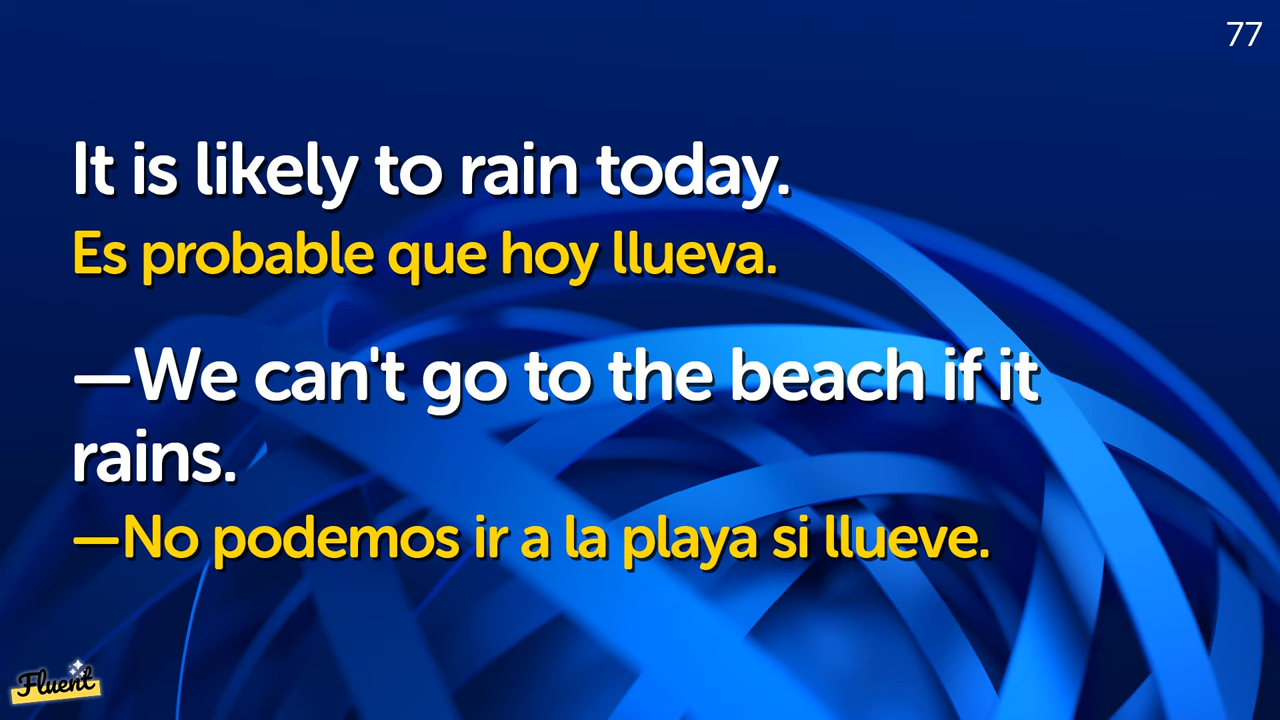 77
It is likely to rain today.
Es probable que hoy llueva.
—We can't go to the beach if it
rains.
—No podemos ir a la playa si llueve.
Fluent